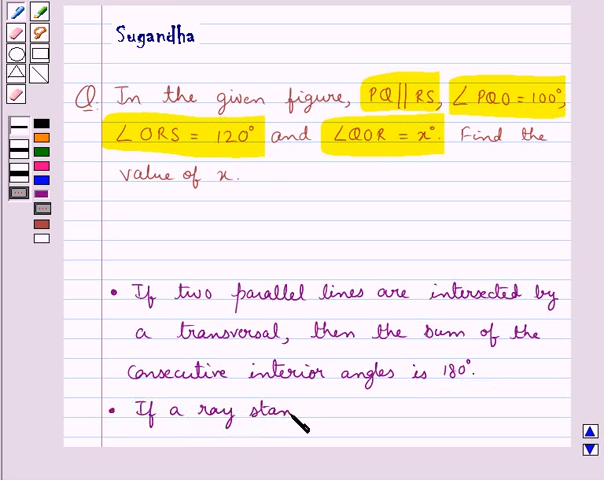 Sugandha
Q. In the given figure, PQ || RS, ∠PQO = 100°,
∠ORS = 120° and ∠QOR = x°. Find the
value of x.
• If two parallel lines are intersected by
a transversal, then the sum of the
consecutive interior angles is 180°.
• If a ray stan